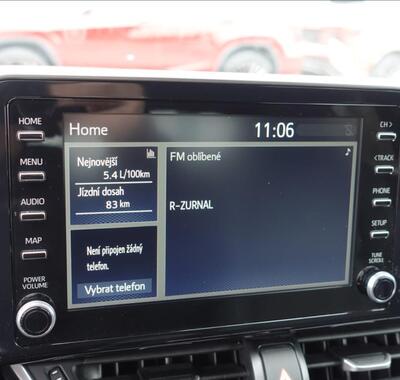 HOME
MENU
AUDIO
MAP
POWER
VOLUME
Home
11:06
Nejnovější
5.4 L/100km
Jízdní dosah
83 km
Není připojen žádný
telefon.
Vybrat telefon
FM oblíbené
R-ZURNAL
CH >
< TRACK
PHONE
SETUP
TUNE
SCROLL